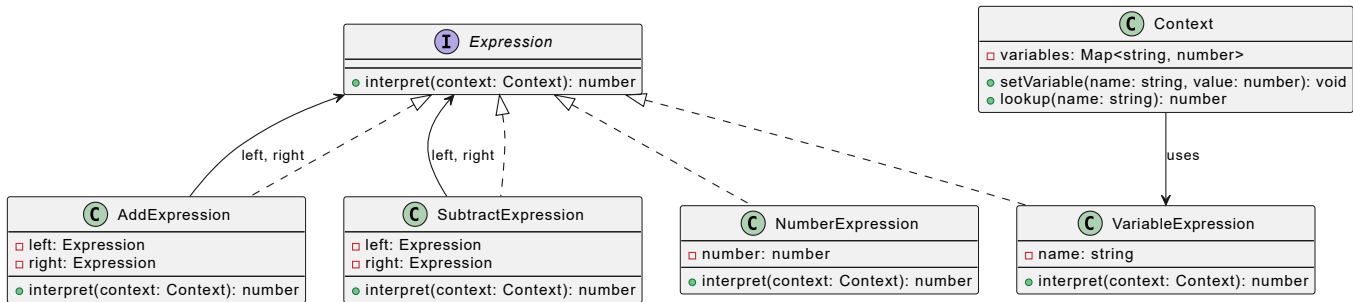 I Expression
interpret(context: Context): number
C Context
variables: Map<string, number>
setVariable(name: string, value: number): void
lookup(name: string): number
left, right
left, right
uses
C AddExpression
left: Expression
right: Expression
interpret(context: Context): number
C SubtractExpression
left: Expression
right: Expression
interpret(context: Context): number
C NumberExpression
number: number
interpret(context: Context): number
C VariableExpression
name: string
interpret(context: Context): number